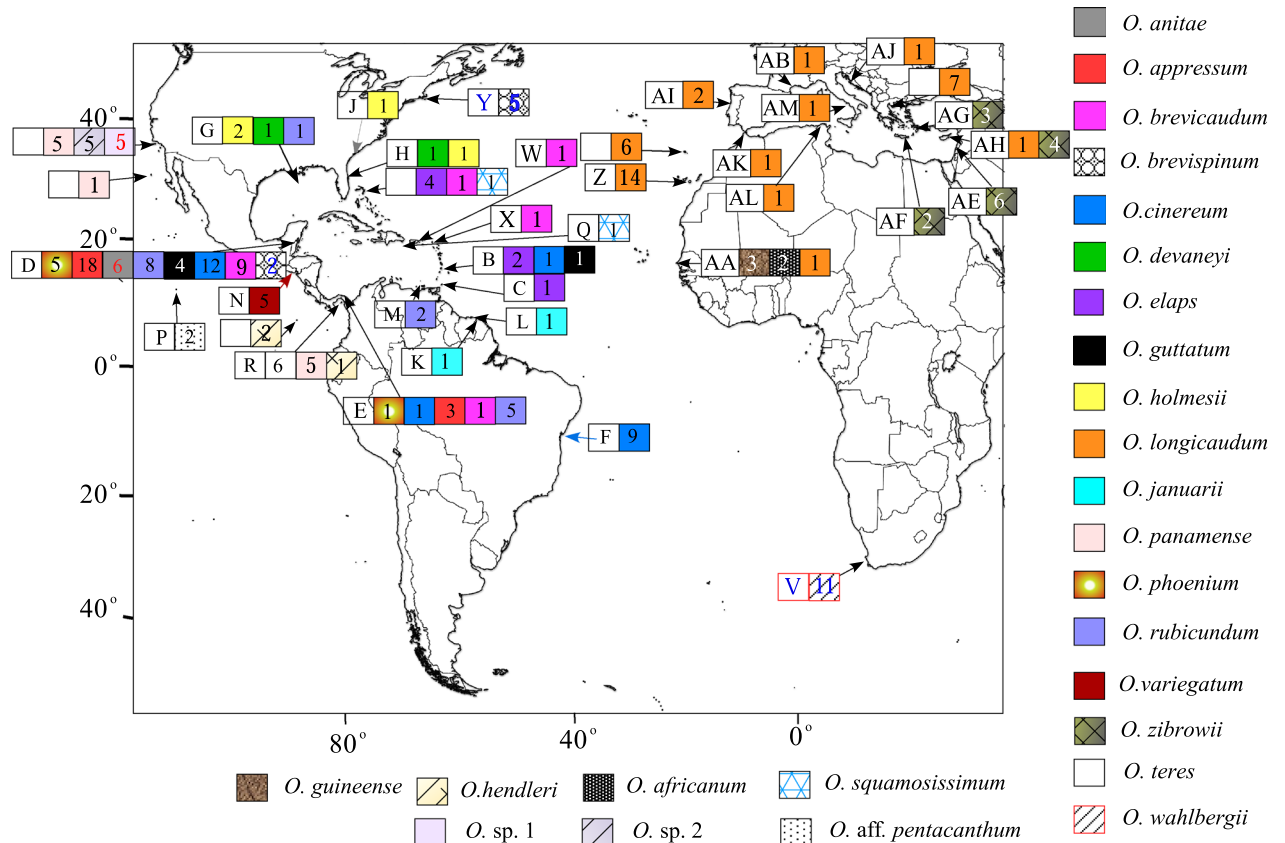 O. anitae
O. appressum
O. brevicaudum
O. brevispinum
O.cinereum
O. devaneyi
O. elaps
O. guttatum
O. holmesii
O. longicaudum
O. januarii
O. panamense
O. phoenium
O. rubicundum
O.variegatum
O. zibrowii
O. teres
O. wahlbergii
40°
20°
0°
20°
40°
80°
40°
0°
AB 1
AJ 1
7
AI 2
AM 1
AG 3
AH 1 4
AK 1
AL 1
AE 6
AF 2
AA 3 3 1
J 1
Y 5
G 2 1 1
5 5 5
1
H 1 1
4 1 1
W 1
6
Z 14
X 1
Q 1
D 5 18 6 8 4 12 9 2
B 2 1 1
C 1
N 5
M 2
L 1
P 2
2
R 6 5 1
K 1
E 1 1 3 1 5
F 9
V 11
O. guineense
O.hendleri
O. africanum
O. squamosissimum
O. sp. 1
O. sp. 2
O. aff. pentacanthum